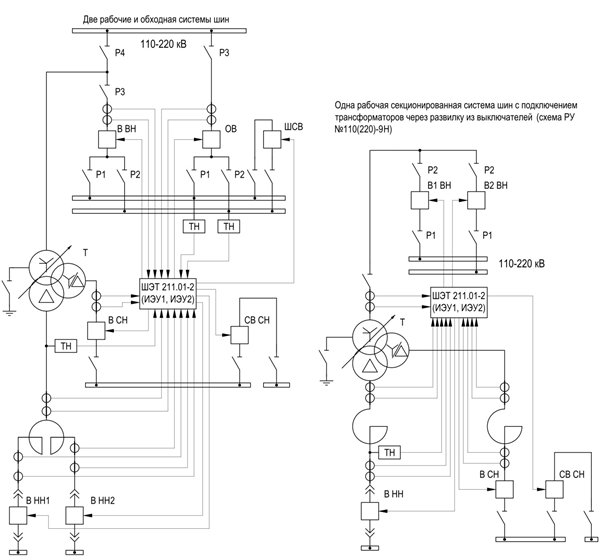 Две рабочие и обходная системы шин
110-220 кВ
Р4
Р3
Р3
В ВН
ОВ
ШСВ
Р1
Р2
Р1
Р2
ТН
ТН
Т
ШЭТ 211.01-2
(ИЭУ1, ИЭУ2)
В СН
СВ СН
ТН
В НН1
В НН2
Одна рабочая секционированная система шин с подключением
трансформаторов через развилку из выключателей (схема РУ
№110(220)-9Н)
Р2
Р2
В1 ВН
В2 ВН
Р1
Р1
110-220 кВ
ШЭТ 211.01-2
(ИЭУ1, ИЭУ2)
Т
ТН
В НН
В СН
СВ СН